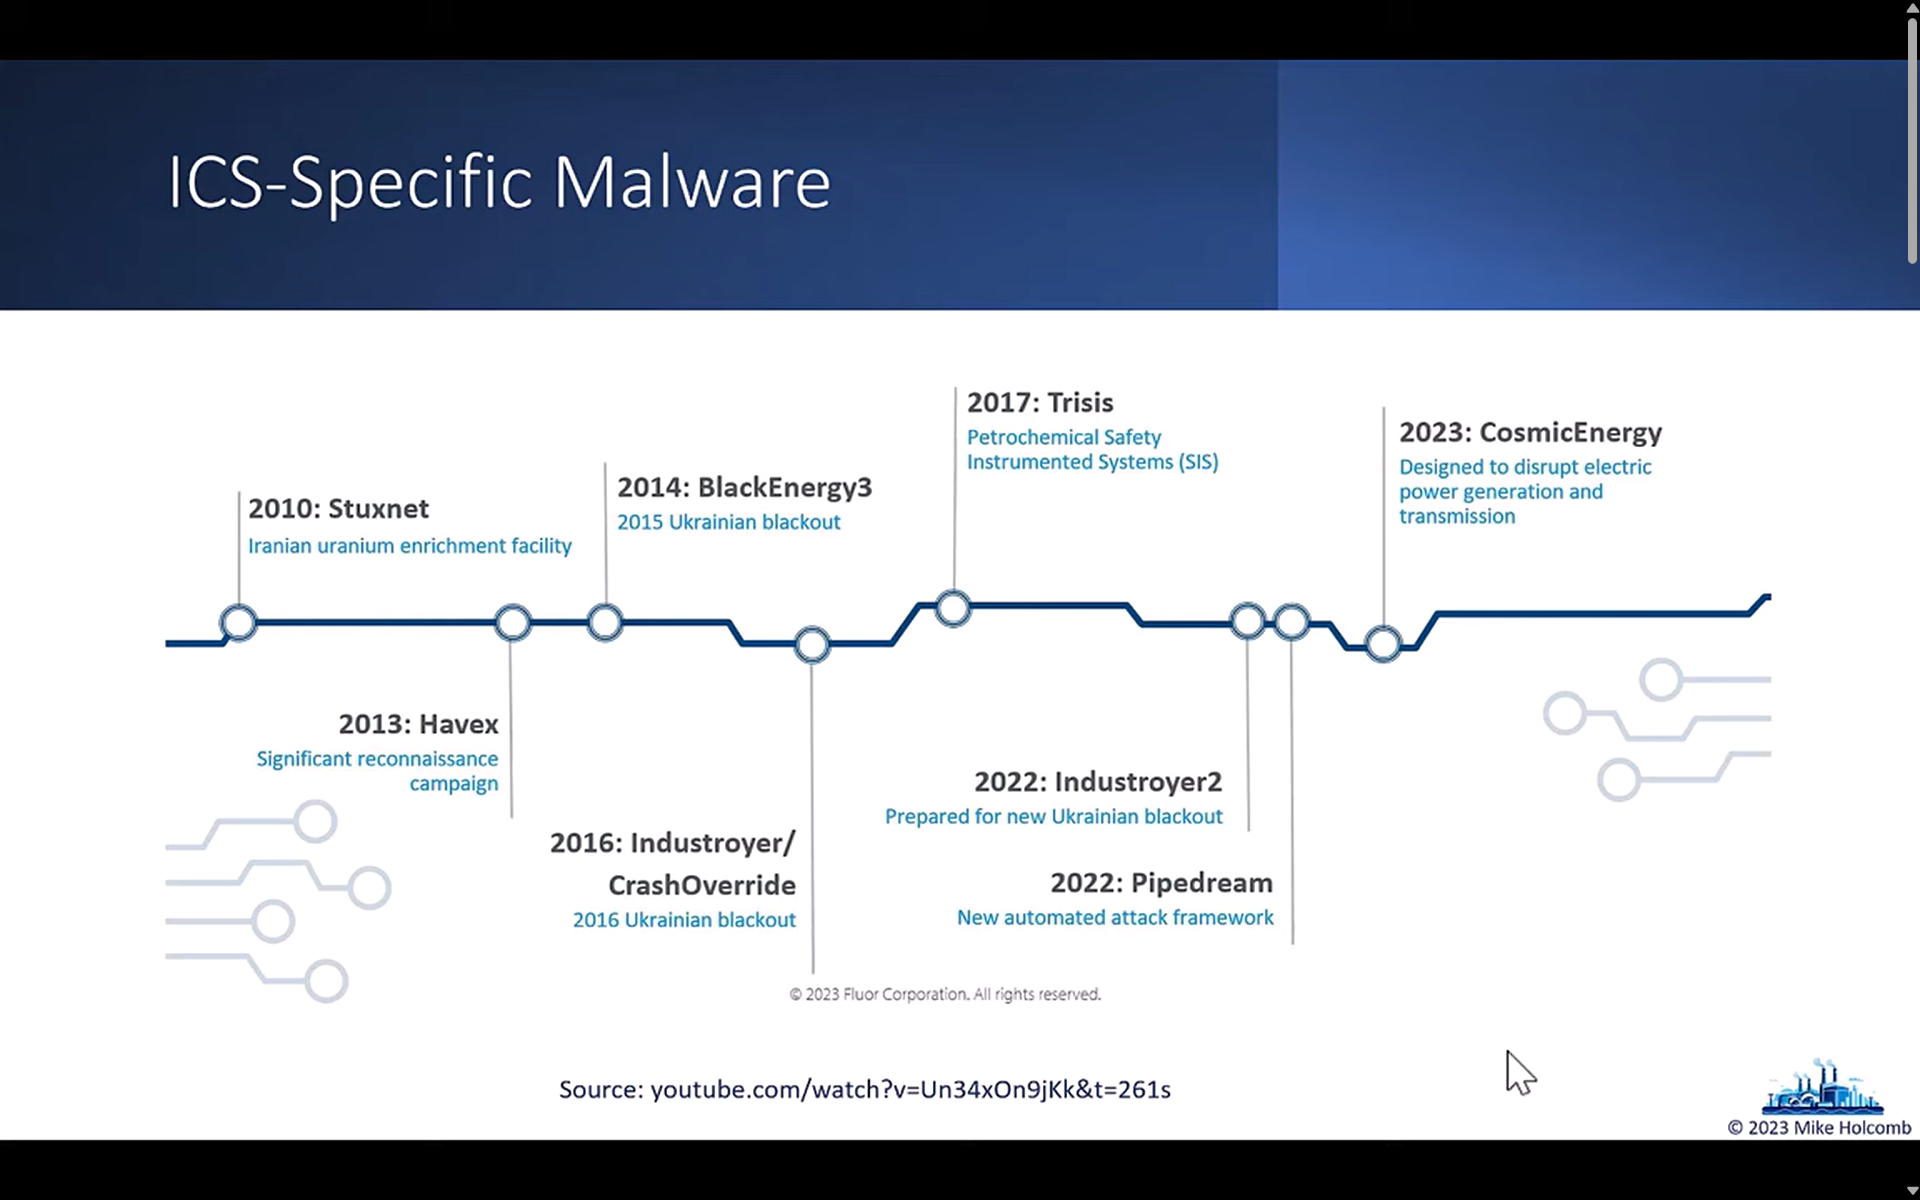 ICS-Specific Malware
2010: Stuxnet
Iranian uranium enrichment facility
2013: Havex
Significant reconnaissance
campaign
2014: BlackEnergy3
2015 Ukrainian blackout
2016: Industroyer/
CrashOverride
2016 Ukrainian blackout
2017: Trisis
Petrochemical Safety
Instrumented Systems (SIS)
2022: Industroyer2
Prepared for new Ukrainian blackout
2022: Pipedream
New automated attack framework
2023: CosmicEnergy
Designed to disrupt electric
power generation and
transmission
© 2023 Fluor Corporation. All rights reserved.
Source: youtube.com/watch?v=Un34xOn9jKk&t=261s
© 2023 Mike Holcomb